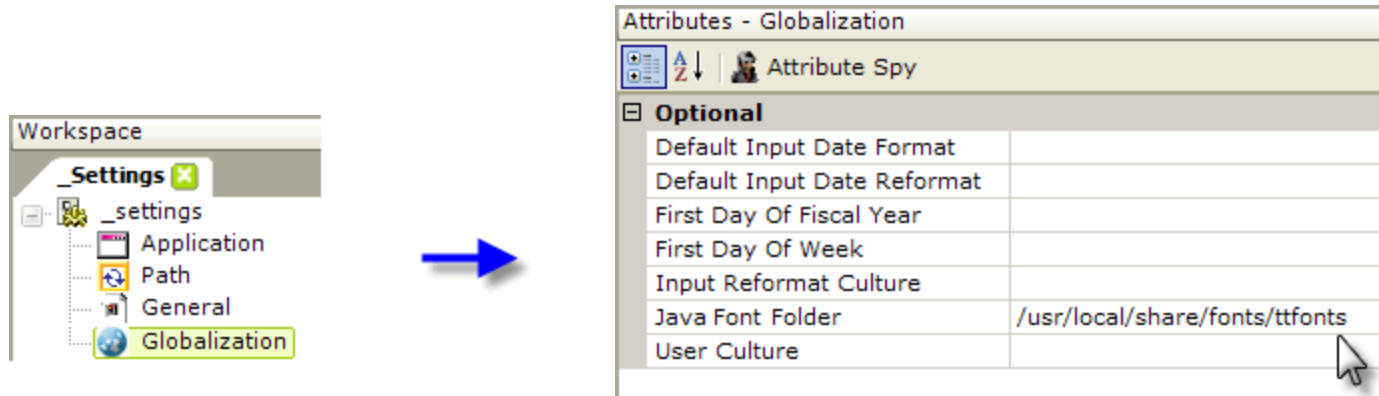 Workspace
_Settings
_settings
Application
Path
General
Globalization
Attributes - Globalization
Attribute Spy
Optional
Default Input Date Format
Default Input Date Reformat
First Day Of Fiscal Year
First Day Of Week
Input Reformat Culture
Java Font Folder /usr/local/share/fonts/ttfonts
User Culture